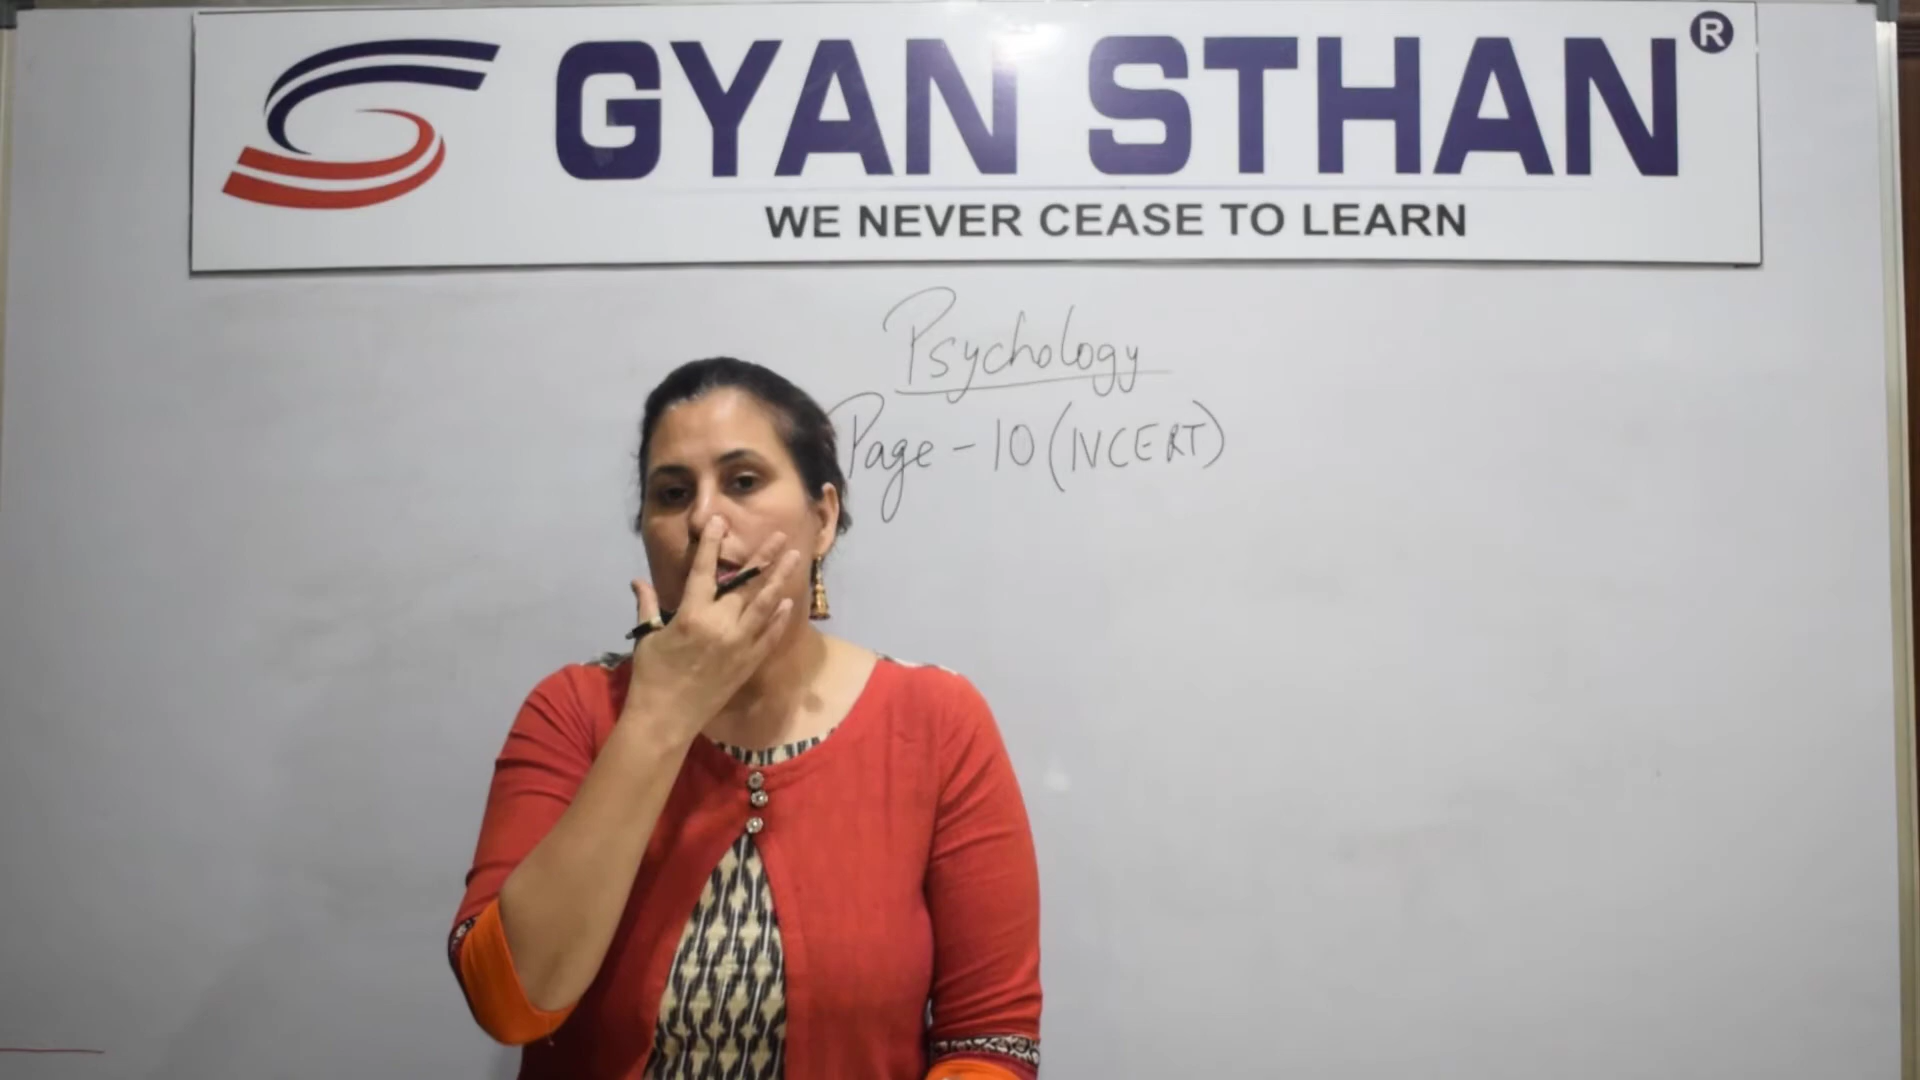 GYAN STHAN ®
WE NEVER CEASE TO LEARN
Psychology
Page - 10 (NCERT)